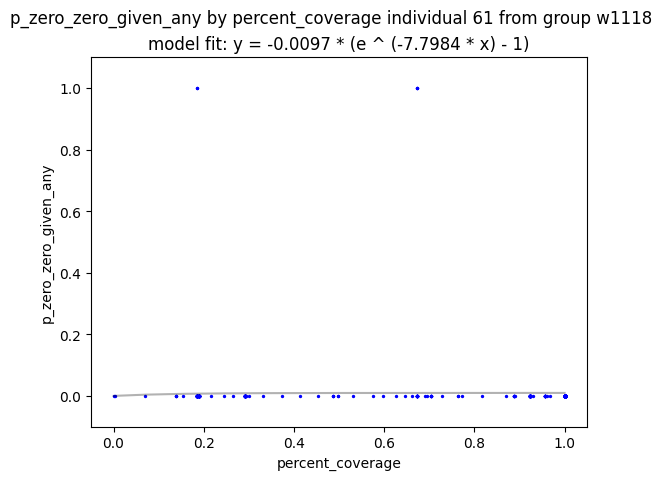 p_zero_zero_given_any by percent_coverage individual 61 from group w1118
model fit: y = -0.0097 * (e ^ (-7.7984 * x) - 1)
1.0
0.8
0.6
0.4
0.2
0.0
p_zero_zero_given_any
0.0 0.2 0.4 0.6 0.8 1.0
percent_coverage